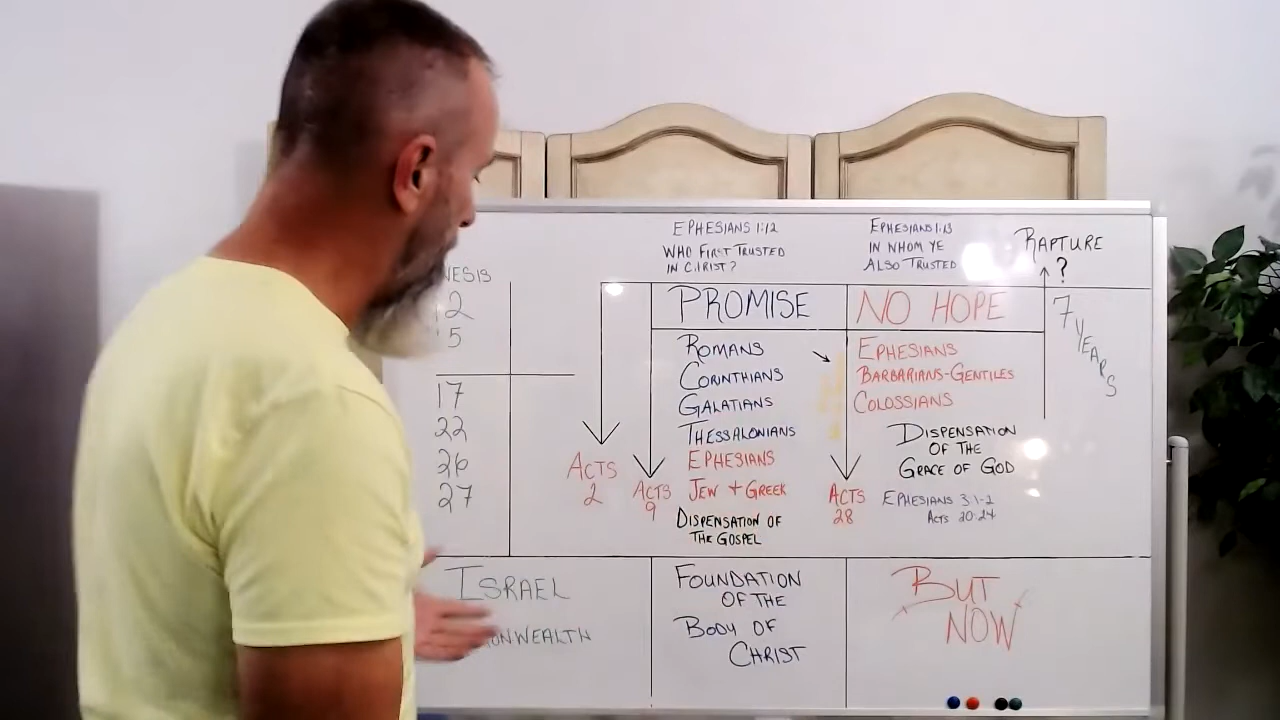 EPHESIANS 1:12
WHO FIRST TRUSTED
IN CHRIST?
EPHESIANS 1:13
IN WHOM YE
ALSO TRUSTED
RAPTURE
?
NESIS
2
5
17
22
26
27
ACTS
2
ACTS
9
PROMISE
ROMANS
CORINTHIANS
GALATIANS
THESSALONIANS
EPHESIANS
JEW + GREEK
DISPENSATION OF
THE GOSPEL
ACTS
28
NO HOPE
EPHESIANS
BARBARIANS-GENTILES
COLOSSIANS
DISPENSATION
OF THE
GRACE OF GOD
EPHESIANS 3:1-2
ACTS 20:24
7 YEARS
ISRAEL
ONWEALTH
FOUNDATION
OF THE
BODY OF
CHRIST
BUT
NOW